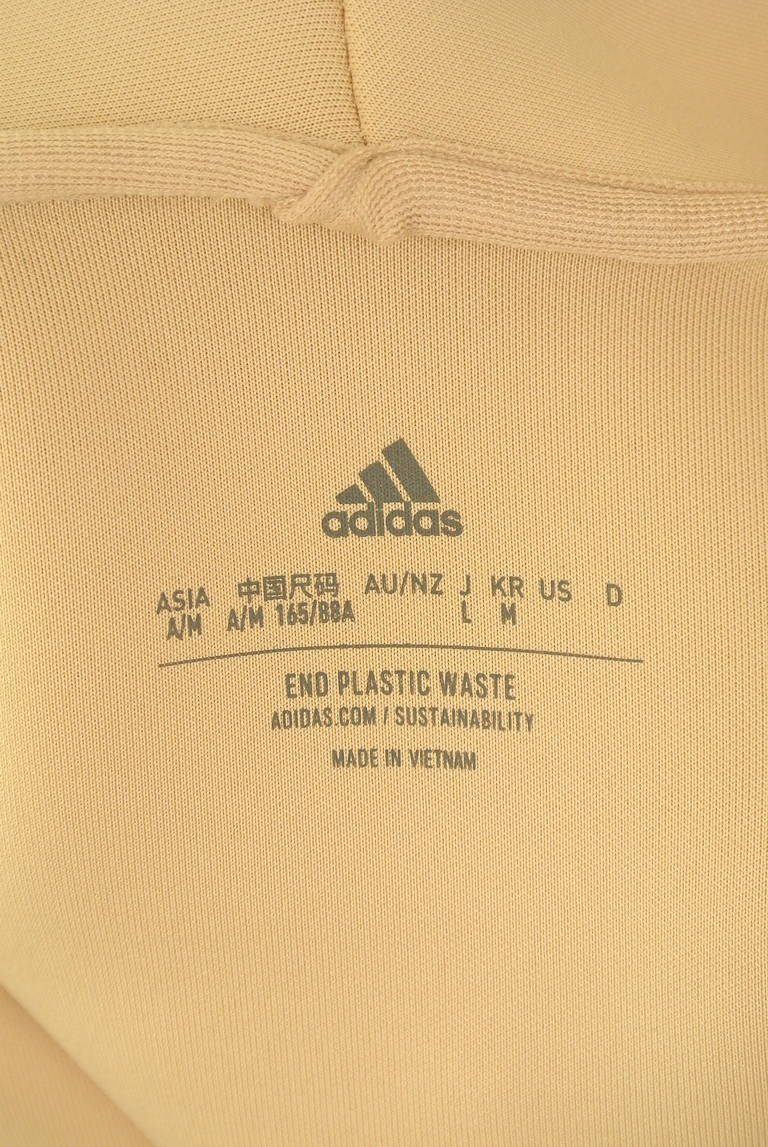 adidas
ASIA 中国尺码 AU/NZ J KR US D
A/M A/M 165/88A L M
END PLASTIC WASTE
ADIDAS.COM / SUSTAINABILITY
MADE IN VIETNAM